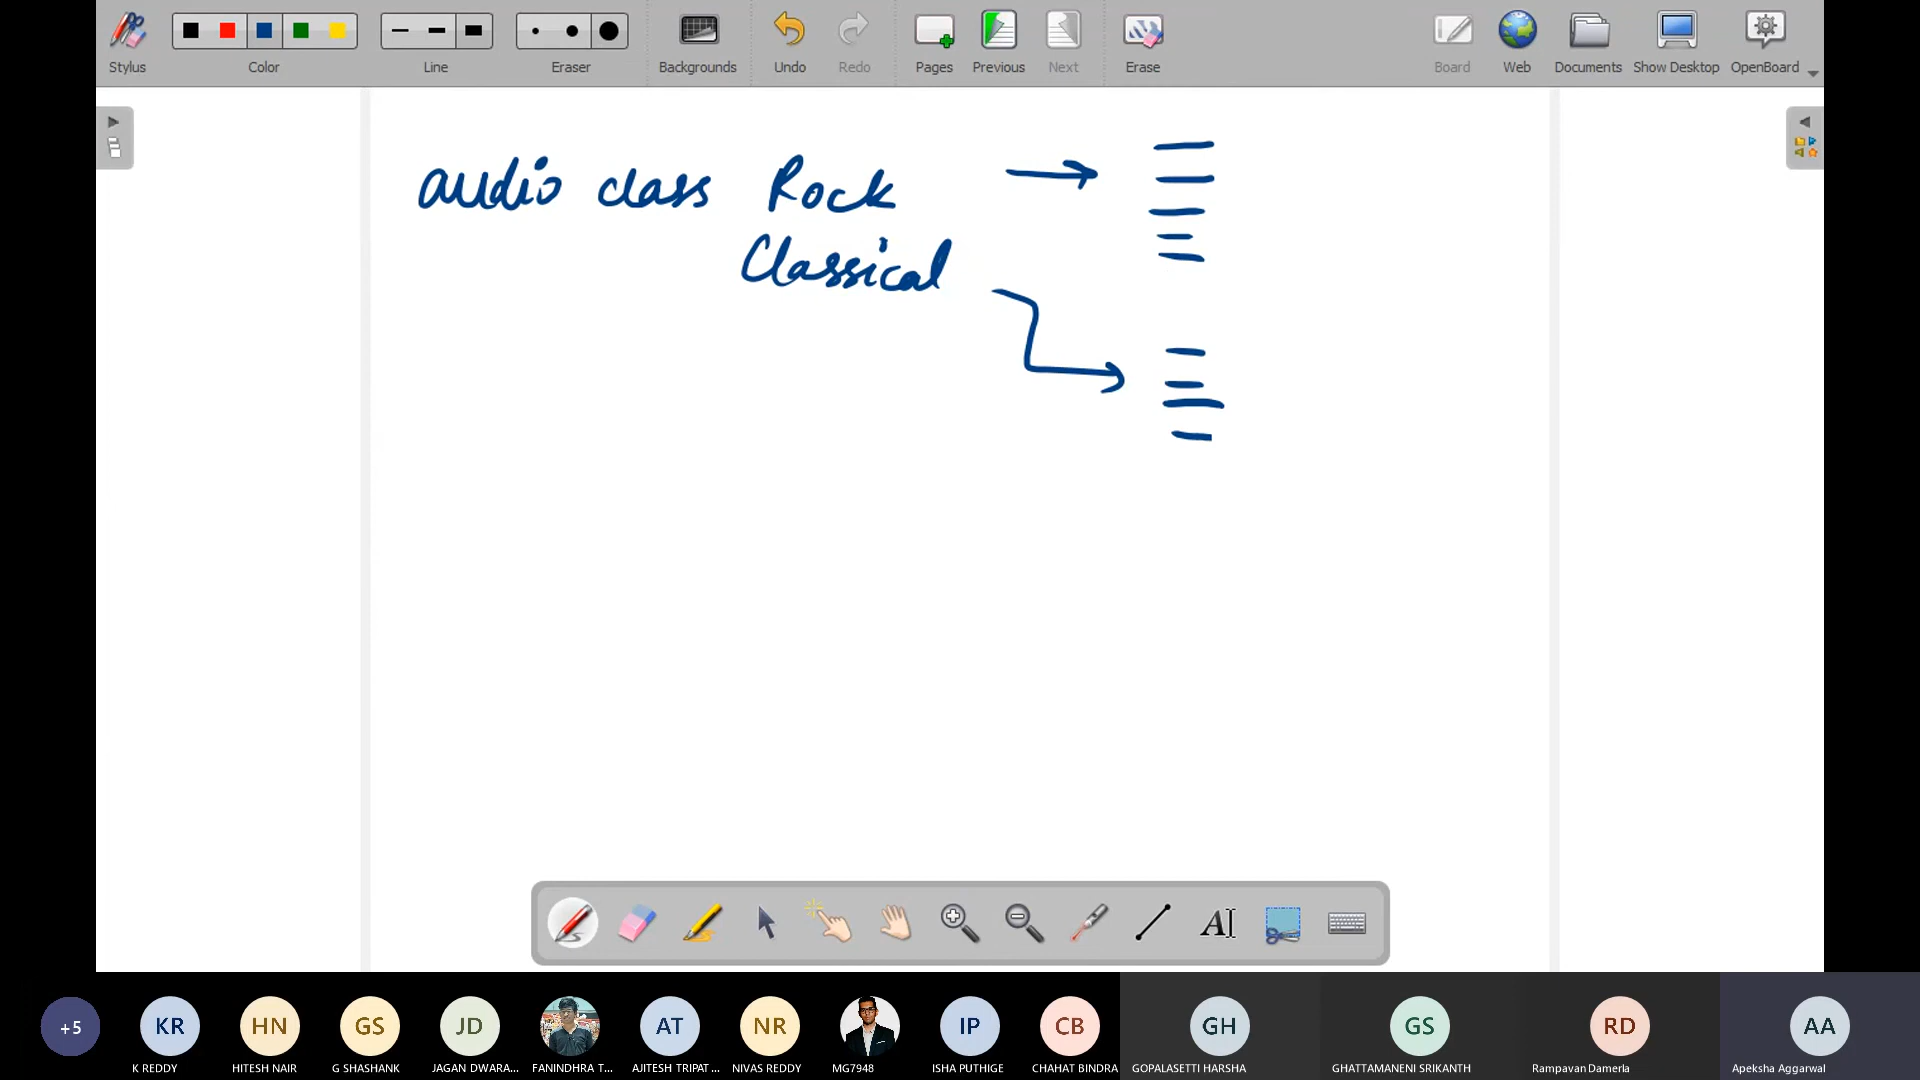 Stylus
Color
Line
Eraser
Backgrounds
Undo
Redo
Pages
Previous
Next
Erase
Board
Web
Documents
Show Desktop
OpenBoard
audio class Rock
Classical
AI
+5
KR
HN
GS
JD
AT
NR
IP
CB
GH
GS
RD
AA
K REDDY
HITESH NAIR
G SHASHANK
JAGAN DWARA...
FANINDHRA T...
AJITESH TRIPAT...
NIVAS REDDY
MG7948
ISHA PUTHIGE
CHAHAT BINDRA
GOPALASETTI HARSHA
GHATTAMANENI SRIKANTH
Rampavan Damerla
Apeksha Aggarwal